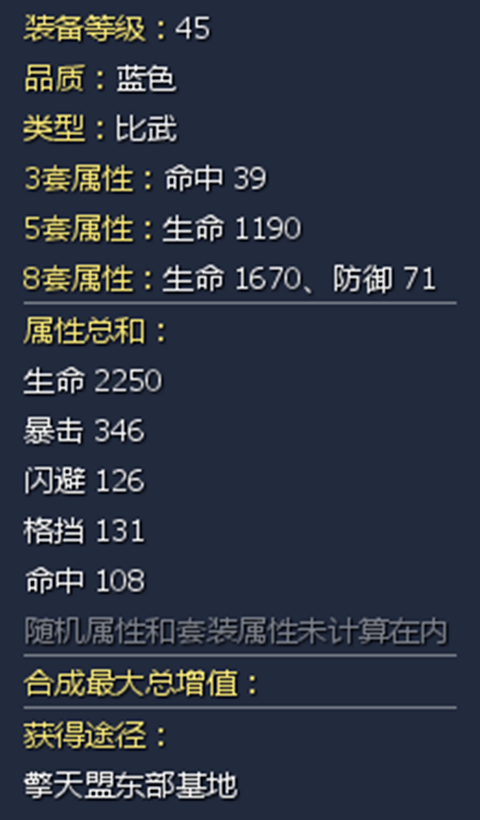 装备等级：45
品质：蓝色
类型：比武
3套属性：命中 39
5套属性：生命 1190
8套属性：生命 1670、防御 71
属性总和：
生命 2250
暴击 346
闪避 126
格挡 131
命中 108
随机属性和套装属性未计算在内
合成最大总增值：
获得途径：
擎天盟东部基地